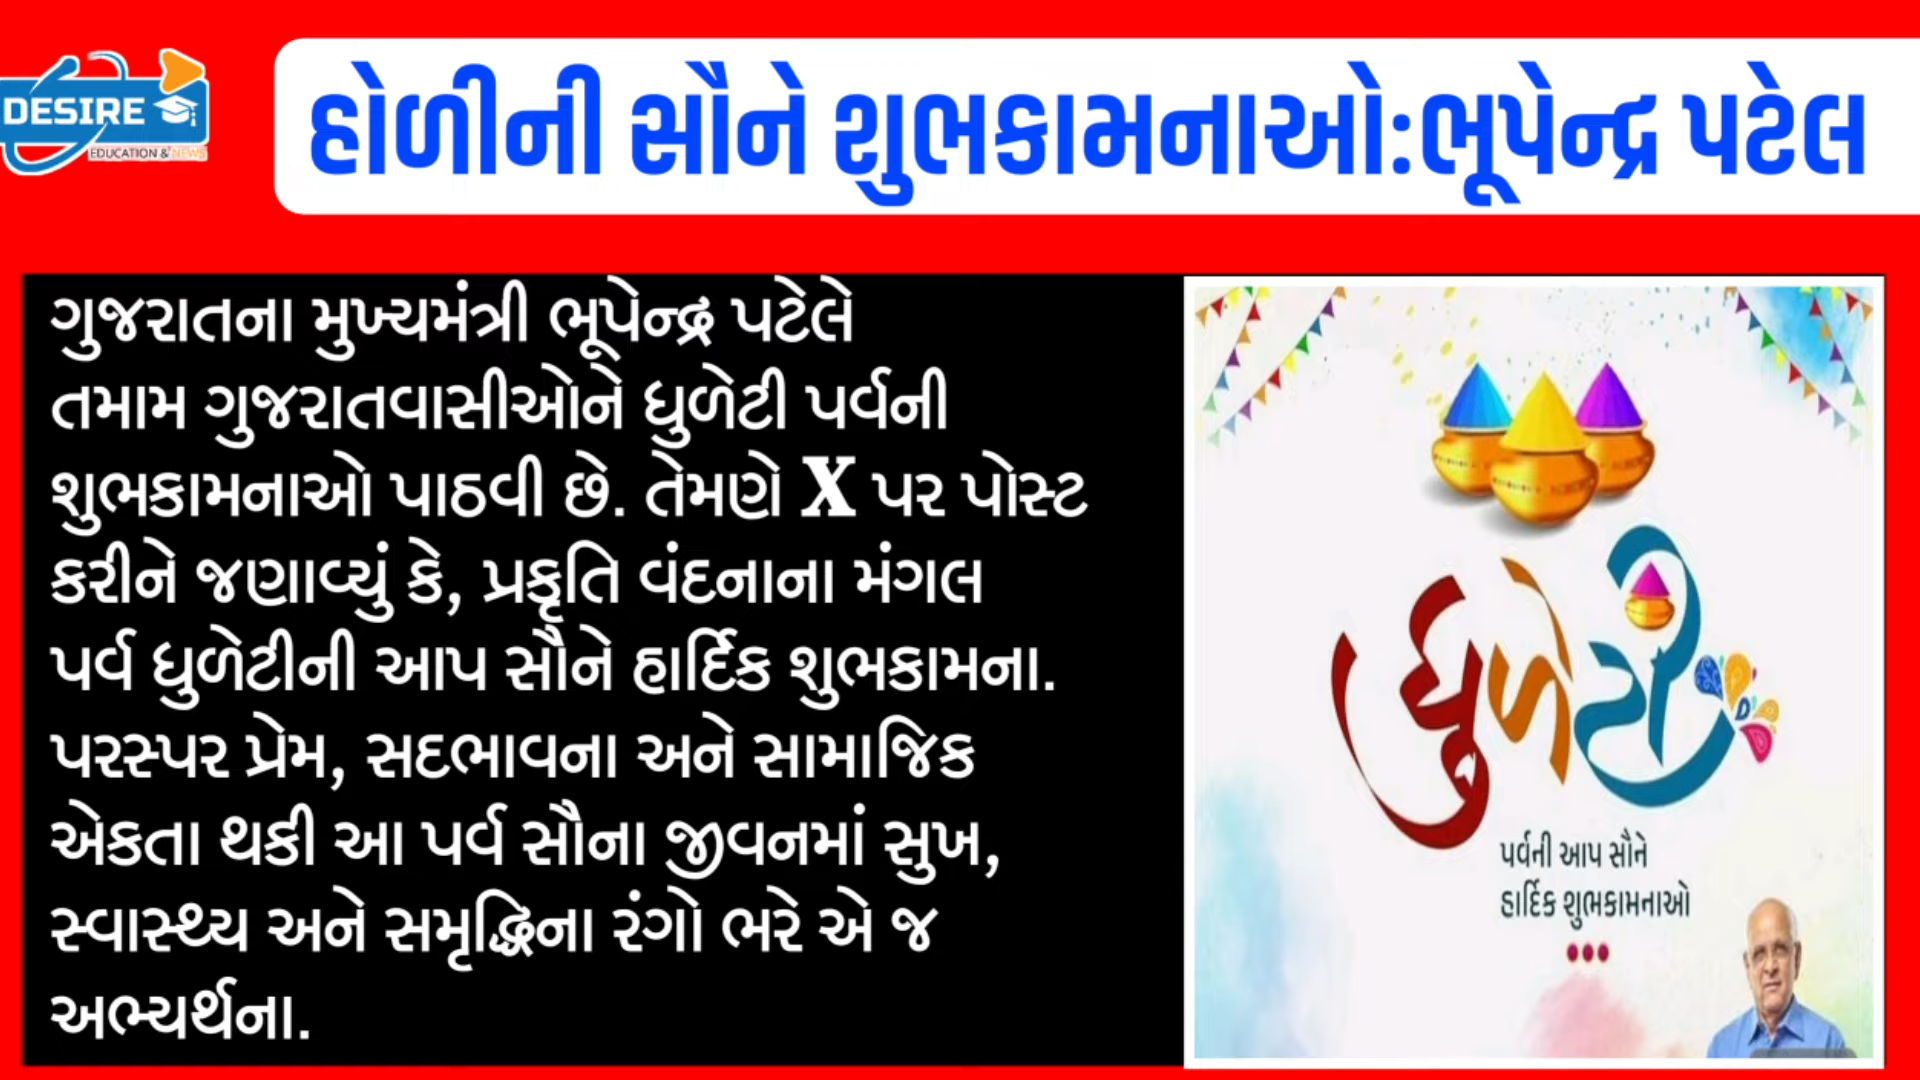 DESIRE
EDUCATION & NEWS
હોળીની સૌને શુભકામનાઓ:ભૂપેન્દ્ર પટેલ
ગુજરાતના મુખ્યમંત્રી ભૂપેન્દ્ર પટેલે
તમામ ગુજરાતવાસીઓને ધુળેટી પર્વની
શુભકામનાઓ પાઠવી છે. તેમણે X પર પોસ્ટ
કરીને જણાવ્યું કે, પ્રકૃતિ વંદનાના મંગલ
પર્વ ધુળેટીની આપ સૌને હાર્દિક શુભકામના.
પરસ્પર પ્રેમ, સદભાવના અને સામાજિક
એકતા થકી આ પર્વ સૌના જીવનમાં સુખ,
સ્વાસ્થ્ય અને સમૃદ્ધિના રંગો ભરે એ જ
અભ્યર્થના.
ધુળેટી
પર્વની આપ સૌને
હાર્દિક શુભકામનાઓ